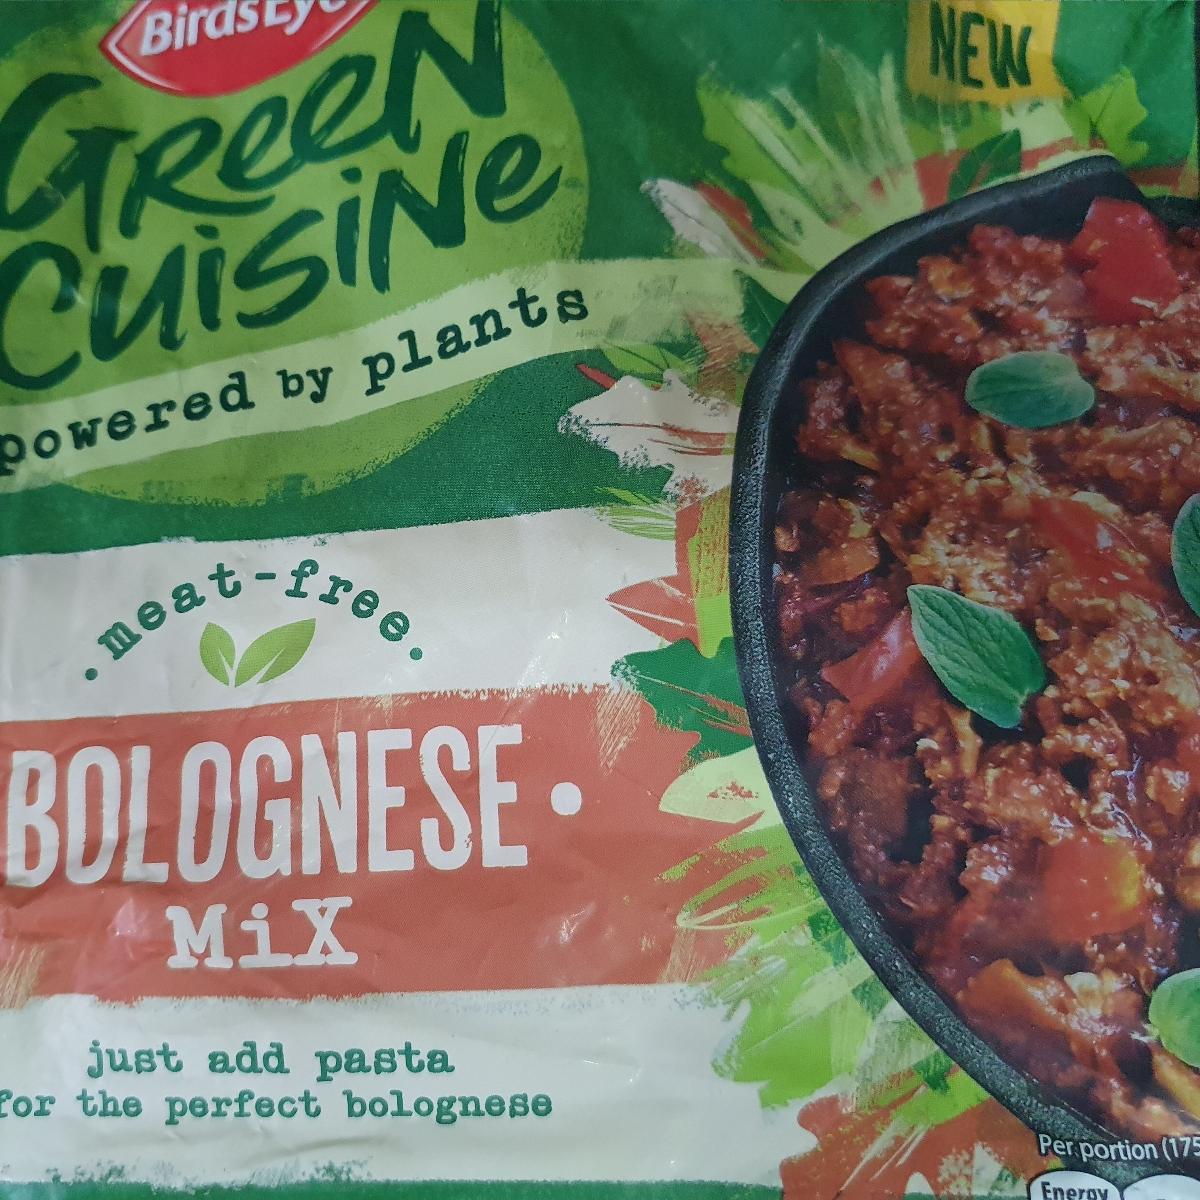 BirdsEye
NEW
Green
Cuisine
powered by plants
meat-free
BOLOGNESE
MiX
just add pasta
for the perfect bolognese
Per portion (175
Energy